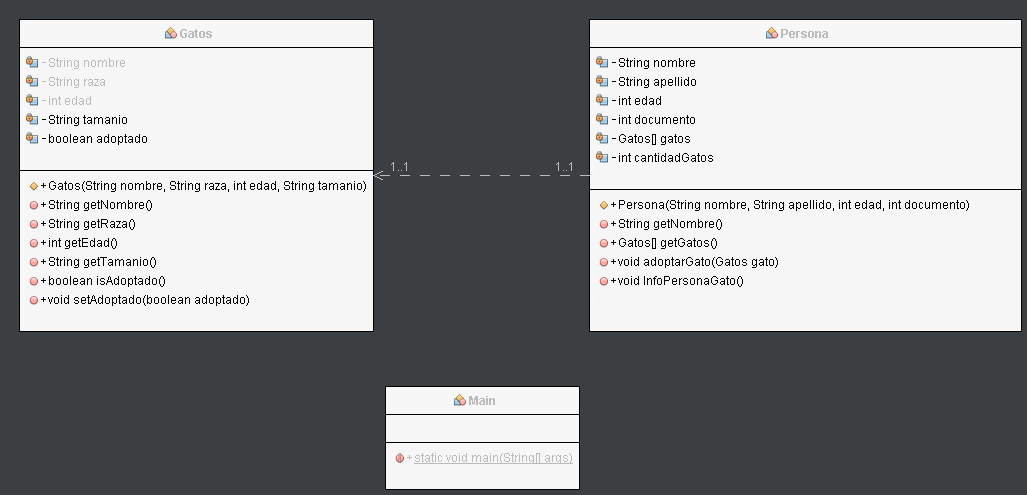 Gatos
- String nombre
- String raza
- int edad
- String tamanio
- boolean adoptado
+ Gatos(String nombre, String raza, int edad, String tamanio)
+ String getNombre()
+ String getRaza()
+ int getEdad()
+ String getTamanio()
+ boolean isAdoptado()
+ void setAdoptado(boolean adoptado)
1..1
1..1
Persona
- String nombre
- String apellido
- int edad
- int documento
- Gatos[] gatos
- int cantidadGatos
+ Persona(String nombre, String apellido, int edad, int documento)
+ String getNombre()
+ Gatos[] getGatos()
+ void adoptarGato(Gatos gato)
+ void InfoPersonaGato()
Main
+ static void main(String[] args)